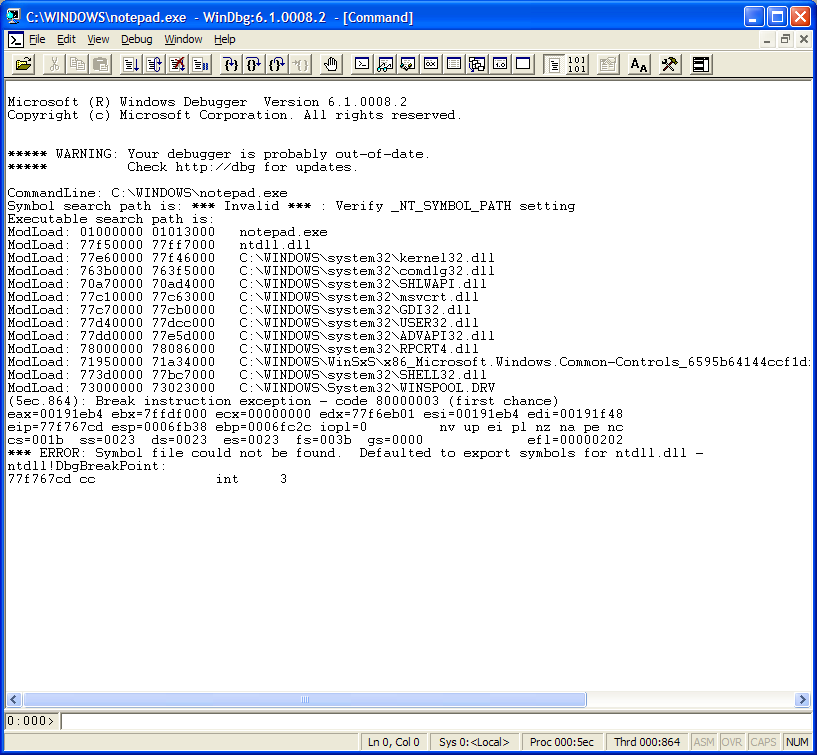 C:\WINDOWS\notepad.exe - WinDbg:6.1.0008.2 - [Command]
File Edit View Debug Window Help
Microsoft (R) Windows Debugger  Version 6.1.0008.2
Copyright (c) Microsoft Corporation. All rights reserved.
***** WARNING: Your debugger is probably out-of-date.
*****          Check http://dbg for updates.
CommandLine: C:\WINDOWS\notepad.exe
Symbol search path is: *** Invalid *** : Verify _NT_SYMBOL_PATH setting
Executable search path is:
ModLoad: 01000000 01013000   notepad.exe
ModLoad: 77f50000 77ff7000   ntdll.dll
ModLoad: 77e60000 77f46000   C:\WINDOWS\system32\kernel32.dll
ModLoad: 763b0000 763f5000   C:\WINDOWS\system32\comdlg32.dll
ModLoad: 70a70000 70ad4000   C:\WINDOWS\system32\SHLWAPI.dll
ModLoad: 77c10000 77c63000   C:\WINDOWS\system32\msvcrt.dll
ModLoad: 77c70000 77cb0000   C:\WINDOWS\system32\GDI32.dll
ModLoad: 77d40000 77dcc000   C:\WINDOWS\system32\USER32.dll
ModLoad: 77dd0000 77e5d000   C:\WINDOWS\system32\ADVAPI32.dll
ModLoad: 78000000 78086000   C:\WINDOWS\system32\RPCRT4.dll
ModLoad: 71950000 71a34000   C:\WINDOWS\WinSxS\x86_Microsoft.Windows.Common-Controls_6595b64144ccf1d
ModLoad: 773d0000 77bc7000   C:\WINDOWS\system32\SHELL32.dll
ModLoad: 73000000 73023000   C:\WINDOWS\System32\WINSPOOL.DRV
(5ec.864): Break instruction exception - code 80000003 (first chance)
eax=00191eb4 ebx=7ffdf000 ecx=00000000 edx=77f6eb01 esi=00191eb4 edi=00191f48
eip=77f767cd esp=0006fb38 ebp=0006fc2c iopl=0         nv up ei pl nz na pe nc
cs=001b  ss=0023  ds=0023  es=0023  fs=003b  gs=0000             efl=00000202
*** ERROR: Symbol file could not be found.  Defaulted to export symbols for ntdll.dll -
ntdll!DbgBreakPoint:
77f767cd cc               int     3
0:000>
Ln 0, Col 0 Sys 0:<Local> Proc 000:5ec Thrd 000:864 ASM OVR CAPS NUM